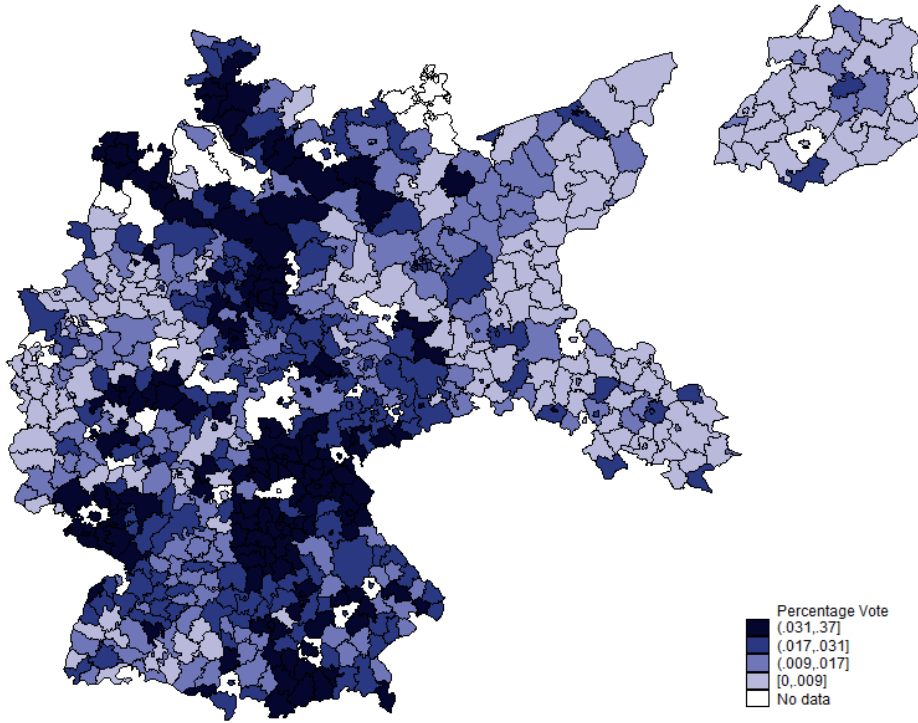 Percentage Vote
(.031,.37]
(.017,.031]
(.009,.017]
[0,.009]
No data